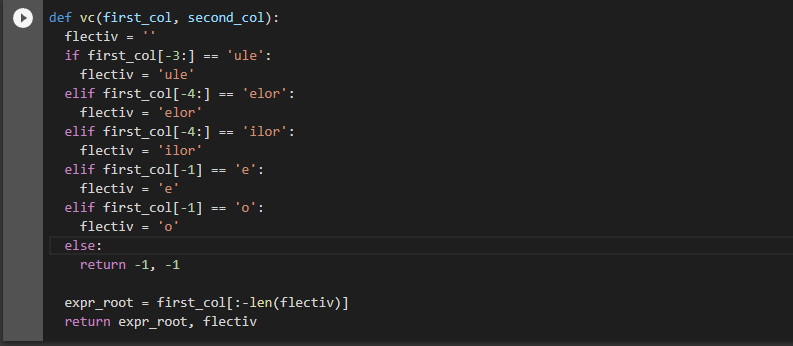 def vc(first_col, second_col):
  flectiv = ''
  if first_col[-3:] == 'ule':
    flectiv = 'ule'
  elif first_col[-4:] == 'elor':
    flectiv = 'elor'
  elif first_col[-4:] == 'ilor':
    flectiv = 'ilor'
  elif first_col[-1] == 'e':
    flectiv = 'e'
  elif first_col[-1] == 'o':
    flectiv = 'o'
  else:
    return -1, -1

  expr_root = first_col[:-len(flectiv)]
  return expr_root, flectiv